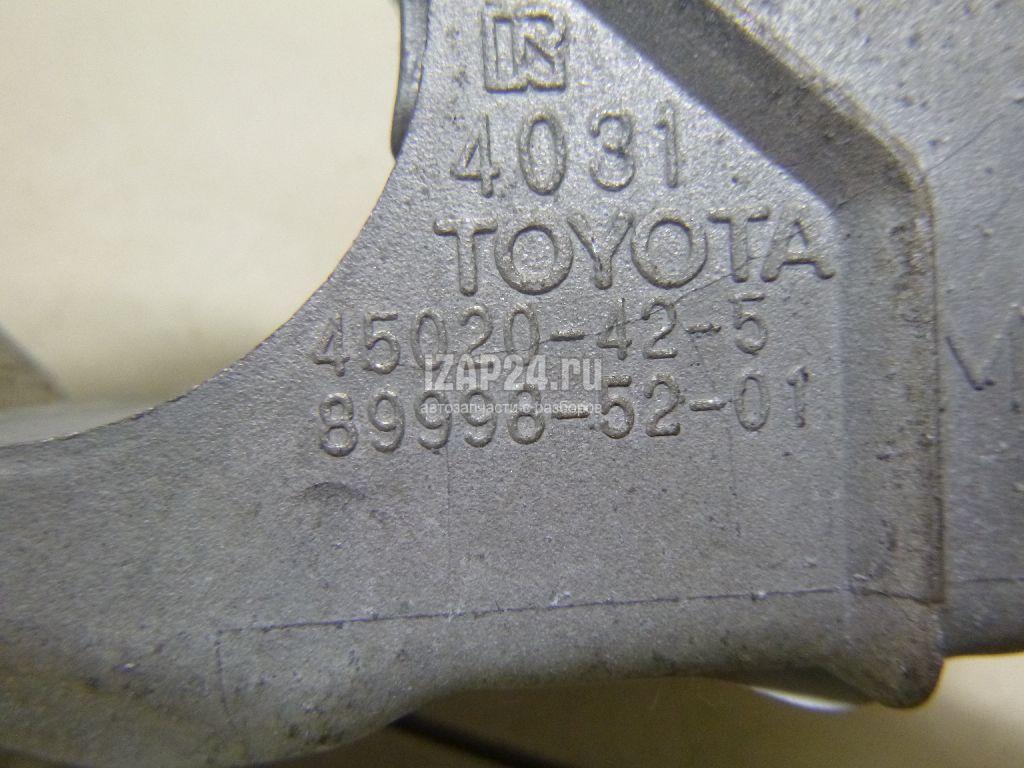 R
4031
TOYOTA
45020-42-5
IZAP24.ru
автозапчасти с разборов
89998-52-01